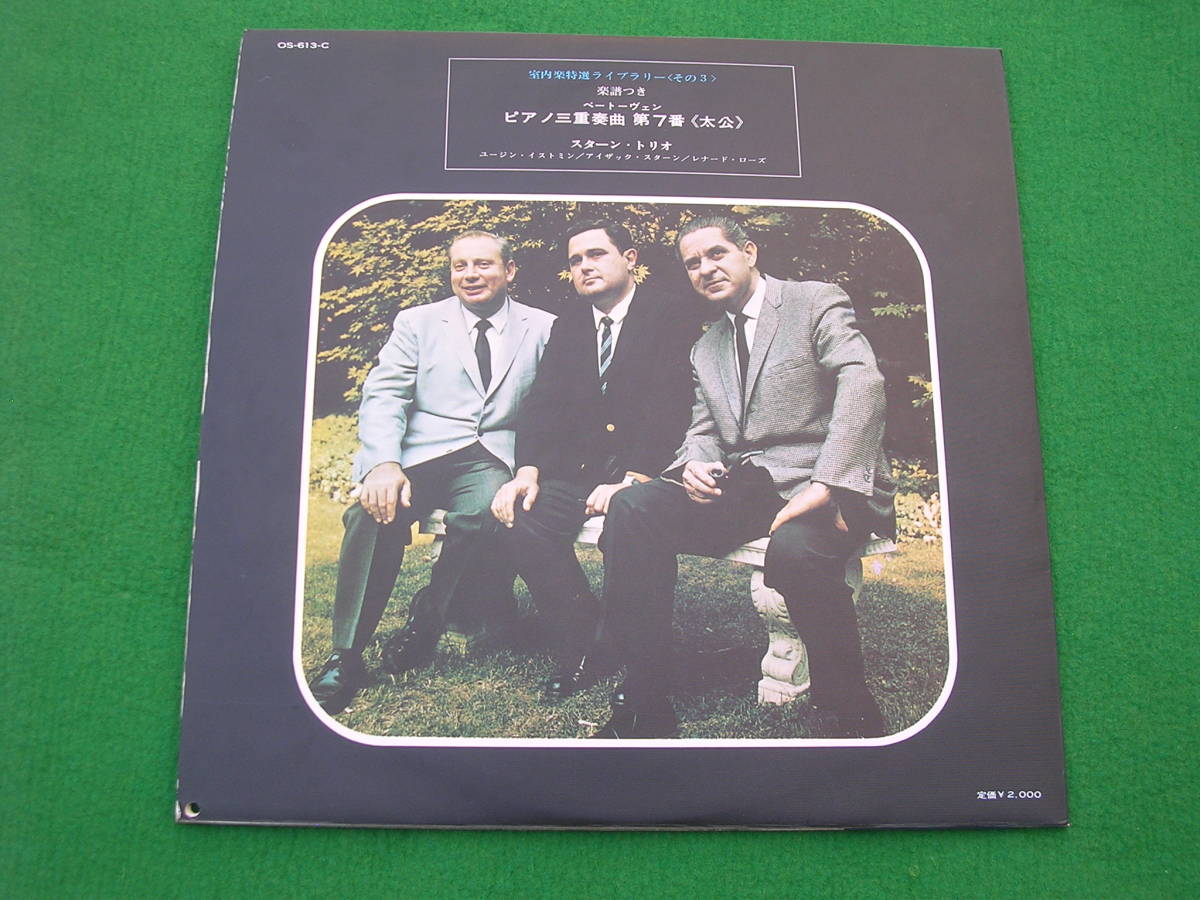 OS-613-C
室内楽特選ライブラリー〈その3〉
楽譜つき
ベートーヴェン
ピアノ三重奏曲 第7番《太公》
スターン・トリオ
ユージン・イストミン/アイザック・スターン/レナード・ローズ
定価¥2,000